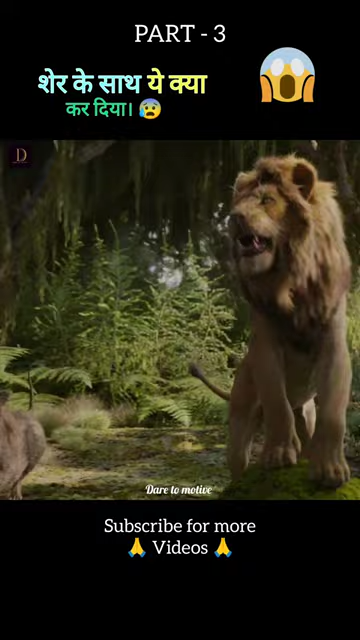 PART - 3
शेर के साथ ये क्या
कर दिया। 😰
D
Dare to motive
Subscribe for more
🙏 Videos 🙏